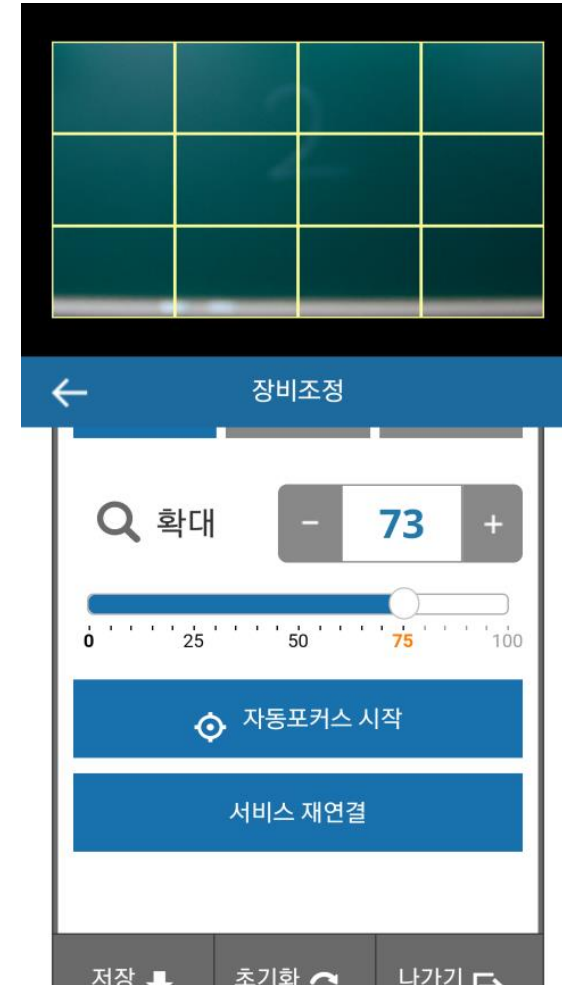 2
장비조정
확대 - 73 +
0 25 50 75 100
자동포커스 시작
서비스 재연결
저장 초기화 나가기